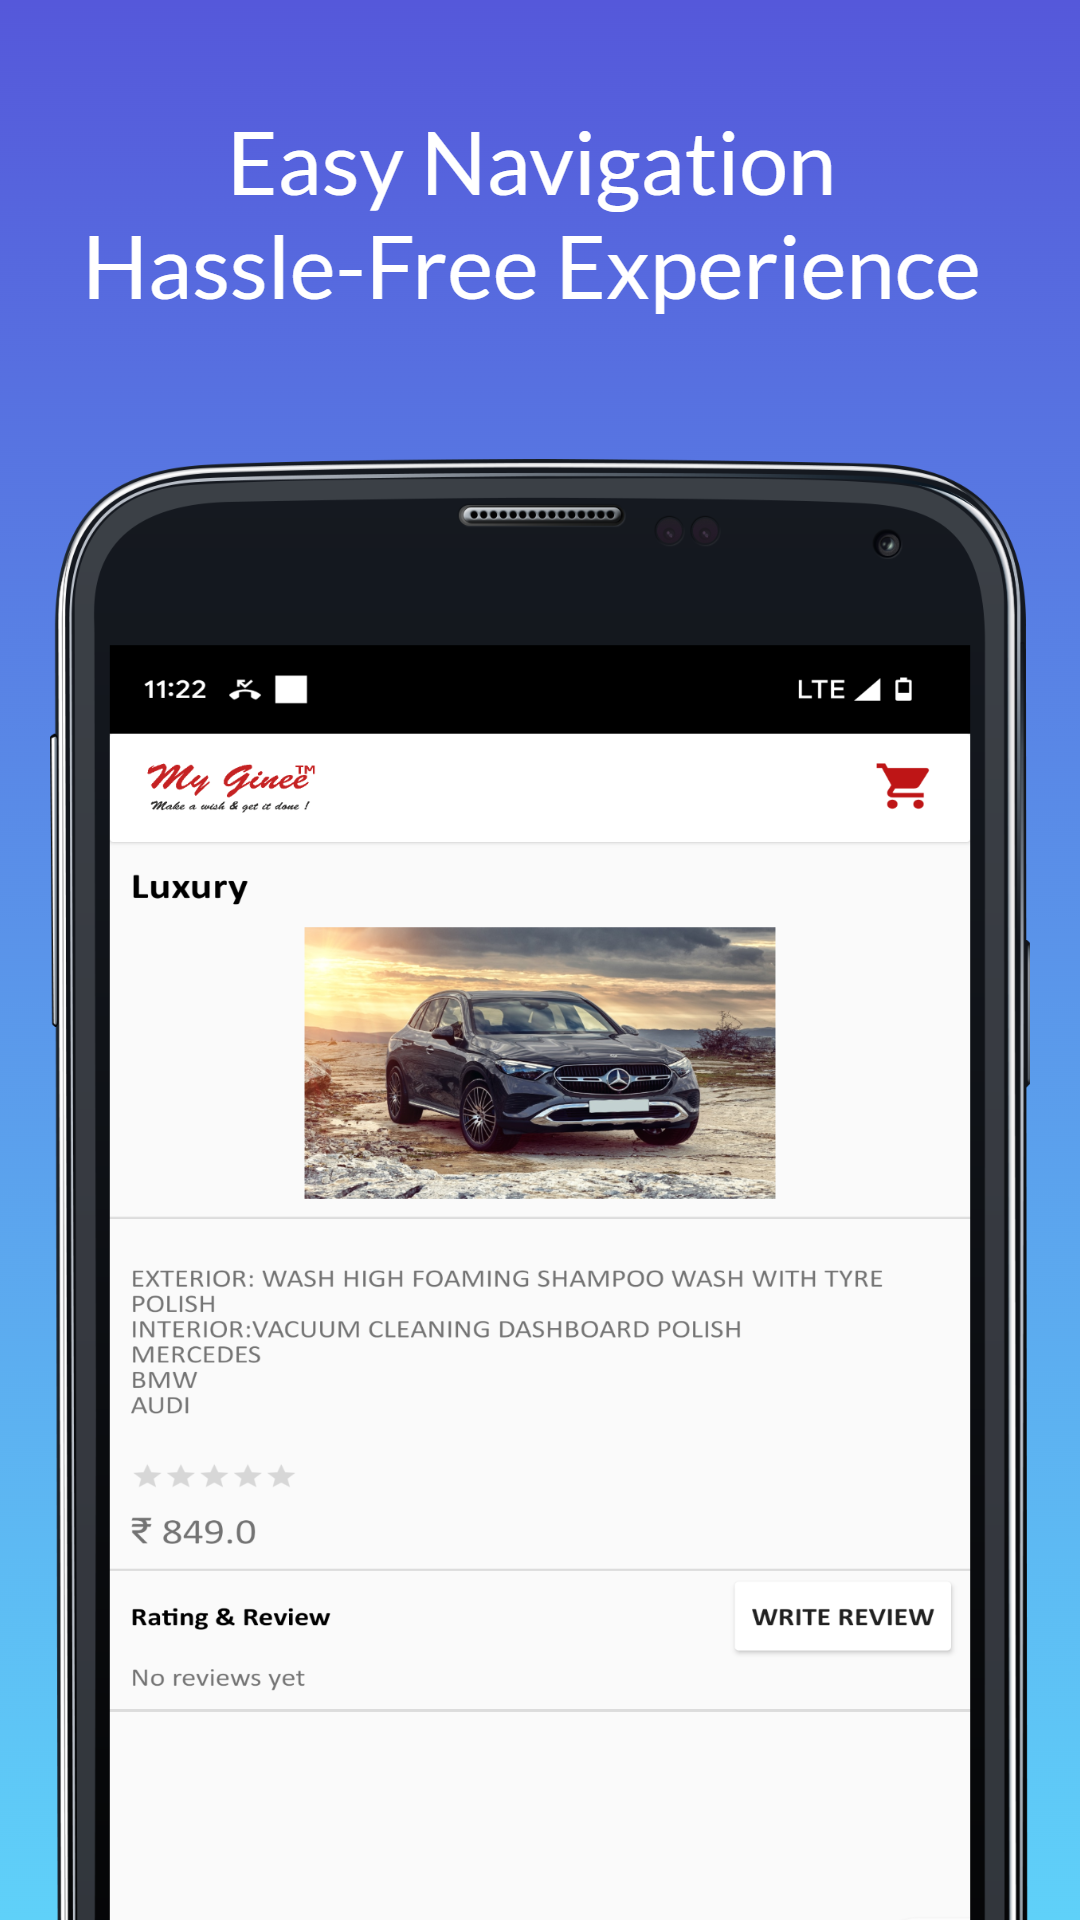 Easy Navigation
Hassle-Free Experience
11:22
LTE
My Ginee™
Make a wish & get it done !
Luxury
EXTERIOR: WASH HIGH FOAMING SHAMPOO WASH WITH TYRE
POLISH
INTERIOR:VACUUM CLEANING DASHBOARD POLISH
MERCEDES
BMW
AUDI
₹ 849.0
Rating & Review
WRITE REVIEW
No reviews yet